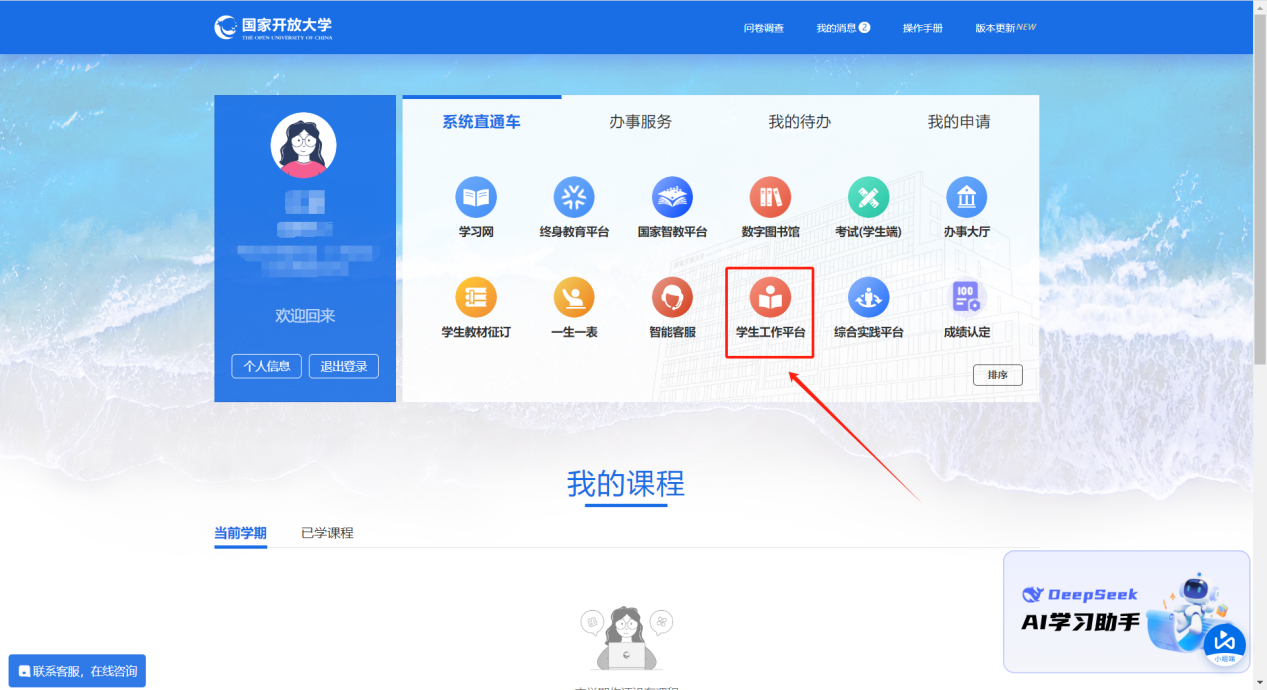 国家开放大学
THE OPEN UNIVERSITY OF CHINA
问卷调查 我的消息 2 操作手册 版本更新NEW
系统直通车 办事服务 我的待办 我的申请
学习网 终身教育平台 国家智教平台 数字图书馆 考试(学生端) 办事大厅
100
学生教材征订 一生一表 智能客服 学生工作平台 综合实践平台 成绩认定
欢迎回来
个人信息 退出登录
排序
我的课程
当前学期 已学课程
DeepSeek
AI学习助手
小喵喵
联系客服，在线咨询